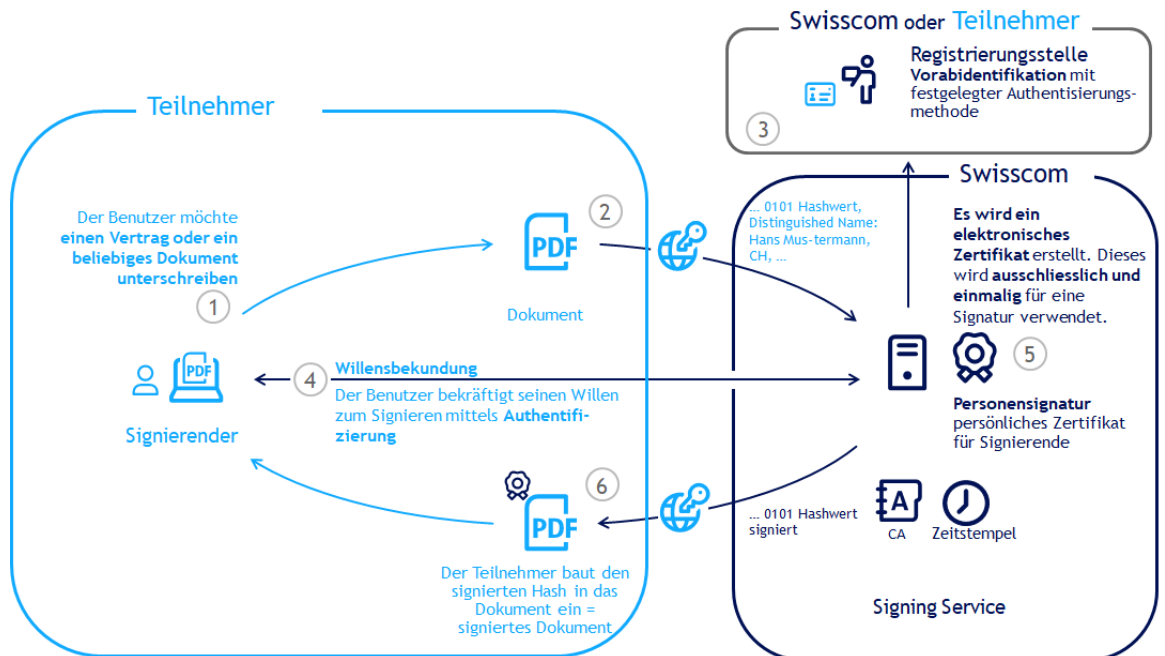 Swisscom oder Teilnehmer
Registrierungsstelle
Vorabidentifikation mit
festgelegter Authentisierungs-
methode
3
Teilnehmer
Der Benutzer möchte
einen Vertrag oder ein
beliebiges Dokument
unterschreiben
1
2
PDF
Dokument
Swisscom
... 0101 Hashwert,
Distinguished Name:
Hans Mus-termann,
CH, ...
Es wird ein
elektronisches
Zertifikat erstellt. Dieses
wird ausschliesslich und
einmalig für eine
Signatur verwendet.
5
PDF
Signierender
4
Willensbekundung
Der Benutzer bekräftigt seinen Willen
zum Signieren mittels Authentifi-
zierung
Personensignatur
persönliches Zertifikat
für Signierende
6
PDF
Der Teilnehmer baut den
signierten Hash in das
Dokument ein =
signiertes Dokument
... 0101 Hashwert
signiert
A
CA
Zeitstempel
Signing Service